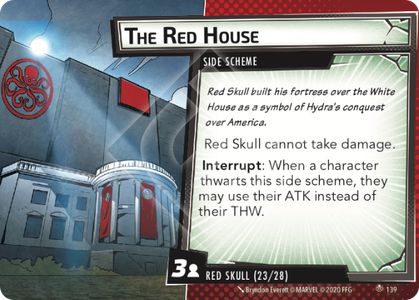 THE RED HOUSE
SIDE SCHEME
Red Skull built his fortress over the White
House as a symbol of Hydra's conquest
over America.
Red Skull cannot take damage.
Interrupt: When a character
thwarts this side scheme, they
may use their ATK instead of
their THW.
3
RED SKULL (23/28)
Bryndon Everett © MARVEL © 2020 FFG
139